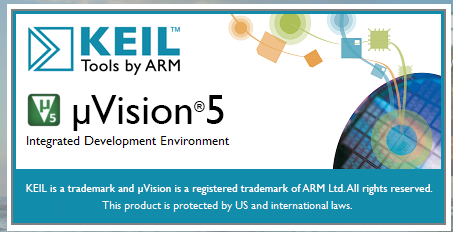 KEIL™
Tools by ARM
μ
V5
μVision®5
Integrated Development Environment
KEIL is a trademark and μVision is a registered trademark of ARM Ltd. All rights reserved.
This product is protected by US and international laws.